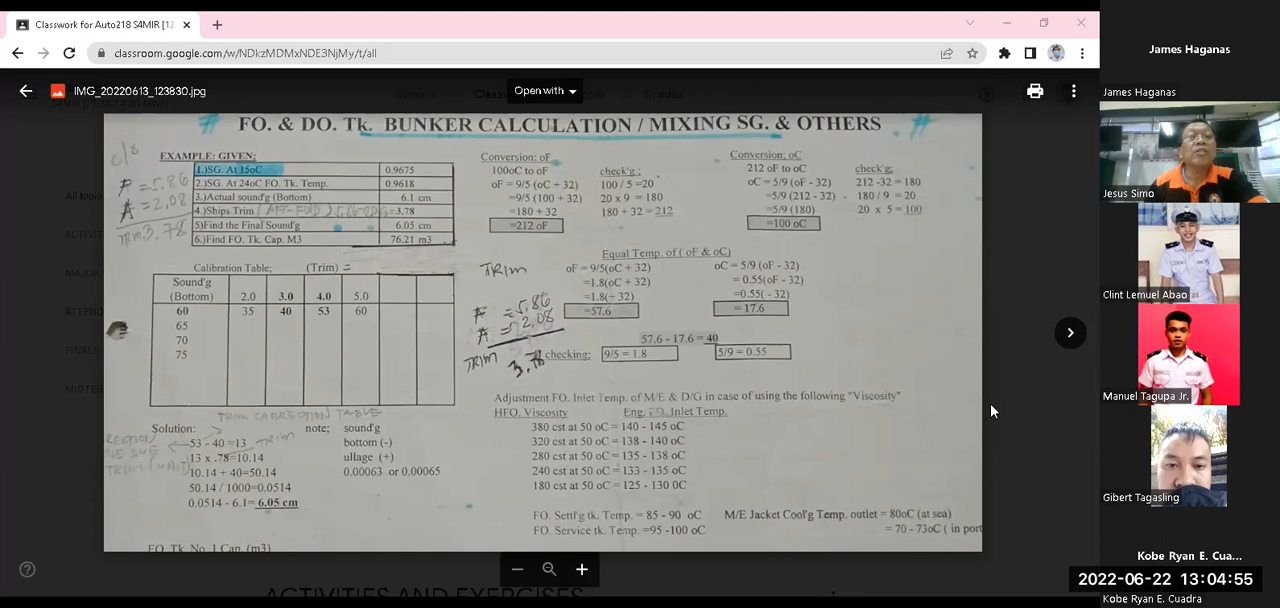 Classwork for Auto218 S4MIR [12
classroom.google.com/w/NDkzMDMxNDE3NjMy/t/all
IMG_20220613_123830.jpg
Open with
FO. & DO. Tk. BUNKER CALCULATION / MIXING SG. & OTHERS
EXAMPLE: GIVEN;
1.)SG. At 15oC 0.9675
2.)SG. At 24oC FO. Tk. Temp. 0.9618
3.)Actual sound'g (Bottom) 6.1 cm
4.)Ships Trim (AFT-FWD) 3.78
5)Find the Final Sound'g 6.05 cm
6.)Find FO. Tk. Cap. M3 76.21 m3
=5.86
=2.08
TRIM 3.78
Calibration Table; (Trim) =
Sound'g
(Bottom) 2.0 3.0 4.0 5.0
60 35 40 53 60
65
70
75
TRIM CARRECTION TABLE
Solution;
53 - 40 =13 TRIM
13 x .78=10.14
10.14 + 40=50.14
50.14 / 1000=0.0514
0.0514 - 6.1= 6.05 cm
note; sound'g
bottom (-)
ullage (+)
0.00063 or 0.00065
FO. Tk No. 1 Cap. (m3)
Conversion: oF
100oC to oF
oF = 9/5 (oC + 32)
=9/5 (100 + 32)
=180 + 32
=212 oF
check'g ;
100 / 5 =20
20 x 9 = 180
180 + 32 = 212
Conversion; oC
212 oF to oC
oC = 5/9 (oF - 32)
=5/9 (212 - 32)
=5/9 (180)
=100 oC
check'g;
212 -32 = 180
180 / 9 = 20
20 x 5 = 100
Equal Temp. of ( oF & oC)
TRIM
=5.86
=2.08
TRIM 3.78
oF = 9/5(oC + 32)
=1.8(oC + 32)
=1.8(- 32)
=57.6
oC = 5/9 (oF - 32)
= 0.55(oF - 32)
=0.55( - 32)
= 17.6
57.6 - 17.6 = 40
checking; 9/5 = 1.8 5/9 = 0.55
Adjustment FO. Inlet Temp. of M/E & D/G in case of using the following "Viscosity"
HFO. Viscosity Eng. FO. Inlet Temp.
380 cst at 50 oC = 140 - 145 oC
320 cst at 50 oC = 138 - 140 oC
280 cst at 50 oC = 135 - 138 oC
240 cst at 50 oC = 133 - 135 oC
180 cst at 50 oC = 125 - 130 0C
FO. Settl'g tk. Temp. = 85 - 90 oC
FO. Service tk. Temp. =95 -100 oC
M/E Jacket Cool'g Temp. outlet = 80oC (at sea)
= 70 - 73oC ( in port
ACTIVITIES AND EXERCISES
James Haganas
James Haganas
Jesus Simo
Clint Lemuel Abao
Manuel Tagupa Jr.
Gibert Tagasling
Kobe Ryan E. Cua...
2022-06-22 13:04:55
Kobe Ryan E. Cuadra